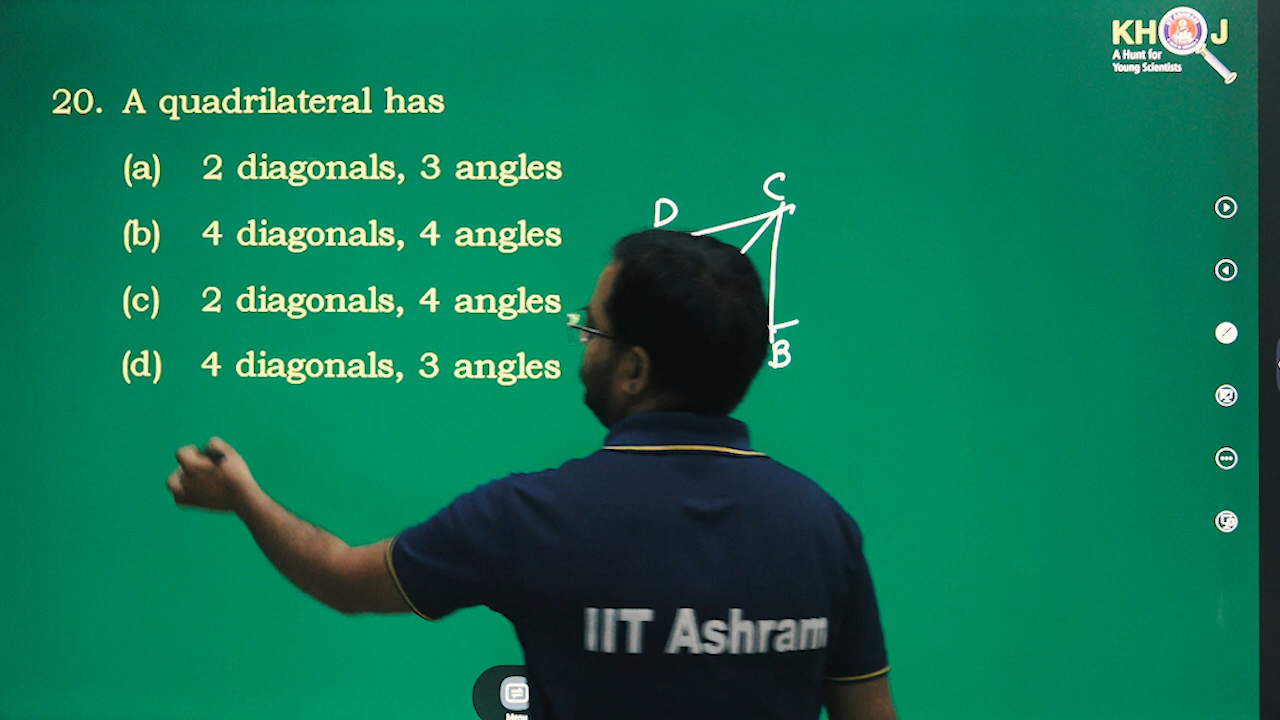 KHOJ
A Hunt for
Young Scientists
20. A quadrilateral has
(a) 2 diagonals, 3 angles
(b) 4 diagonals, 4 angles
(c) 2 diagonals, 4 angles
(d) 4 diagonals, 3 angles
C
D
B
IIT Ashram
Menu